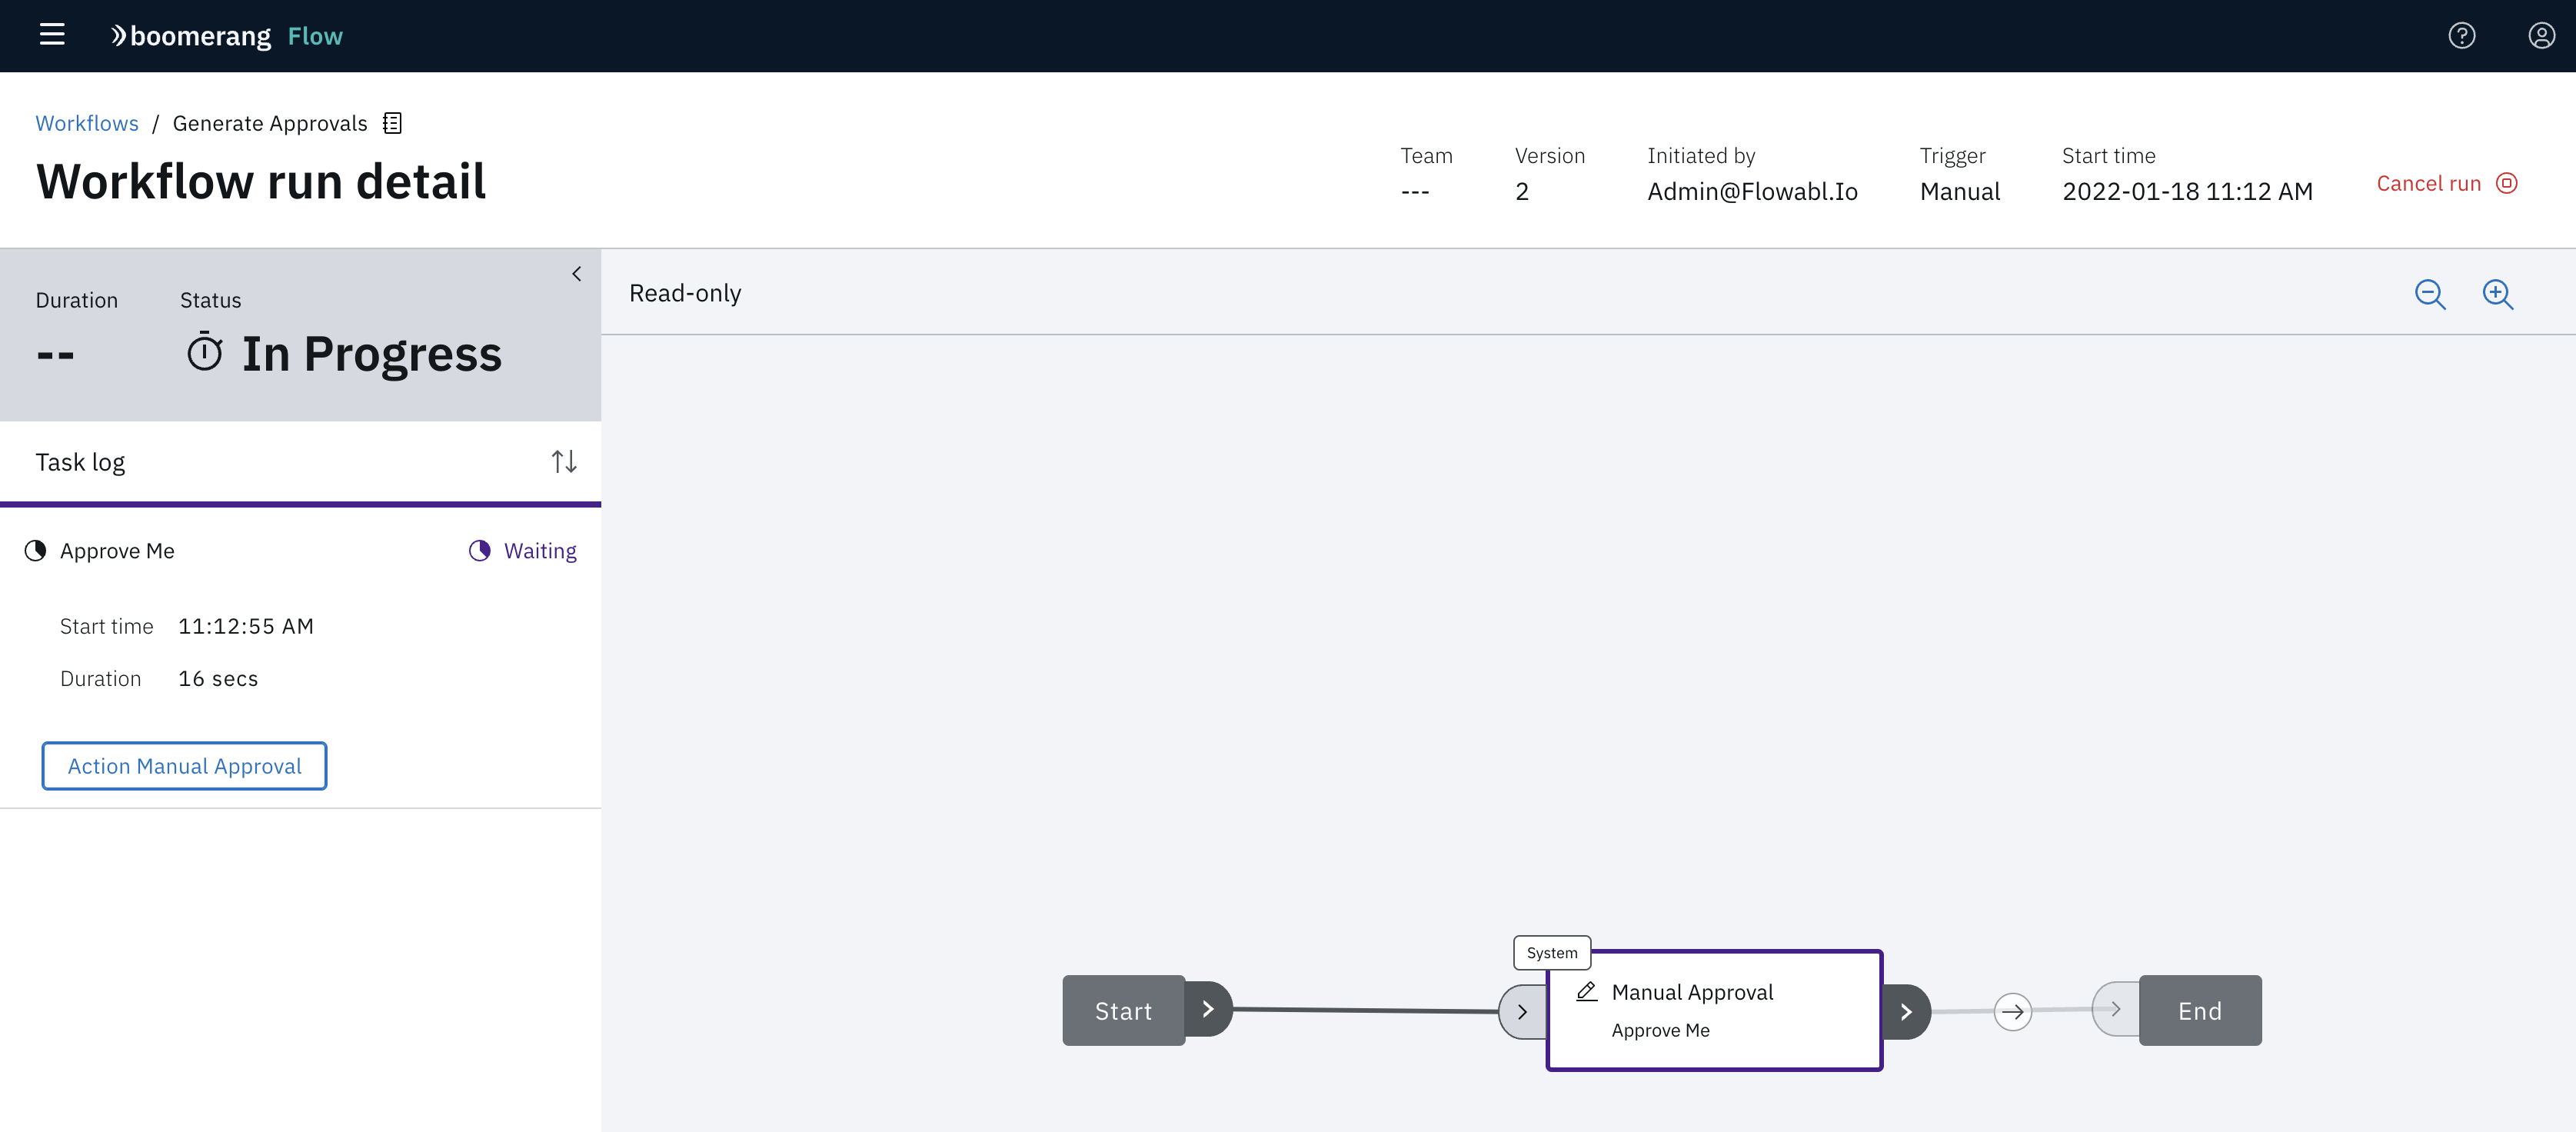 boomerang Flow
Workflows / Generate Approvals
Workflow run detail
Team
---
Version
2
Initiated by
Admin@Flowabl.Io
Trigger
Manual
Start time
2022-01-18 11:12 AM
Cancel run
Duration
--
Status
In Progress
Read-only
Task log
Approve Me
Waiting
Start time 11:12:55 AM
Duration 16 secs
Action Manual Approval
System
Start
Manual Approval
Approve Me
End